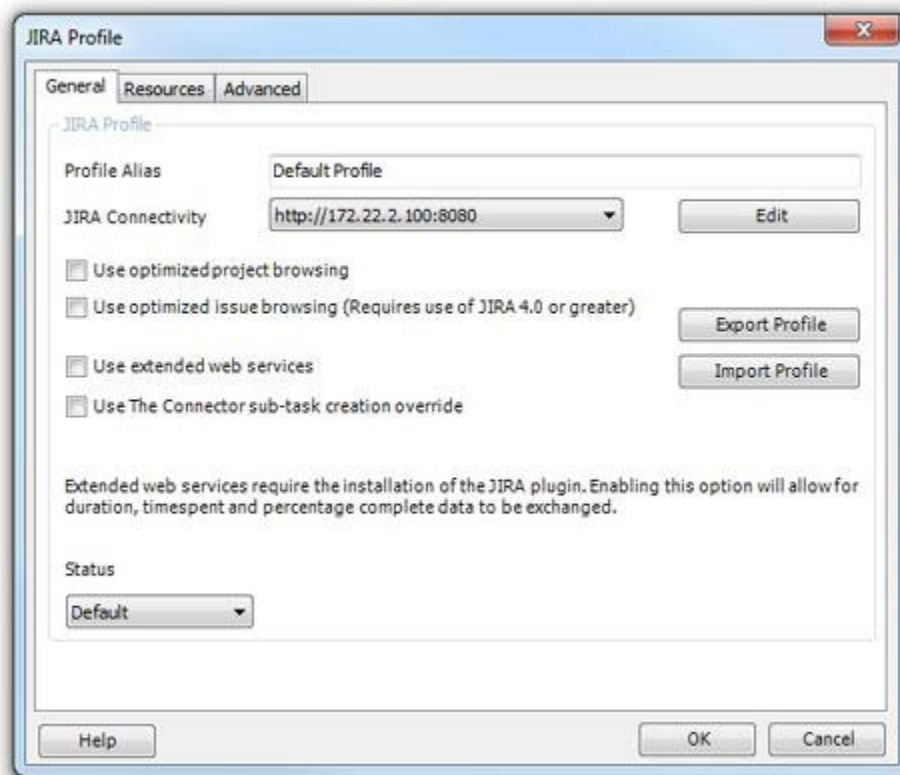 JIRA Profile
General Resources Advanced
JIRA Profile
Profile Alias Default Profile
JIRA Connectivity http://172.22.2.100:8080 Edit
Use optimized project browsing
Use optimized issue browsing (Requires use of JIRA 4.0 or greater)
Export Profile
Use extended web services
Import Profile
Use The Connector sub-task creation override
Extended web services require the installation of the JIRA plugin. Enabling this option will allow for
duration, timespent and percentage complete data to be exchanged.
Status
Default
Help OK Cancel